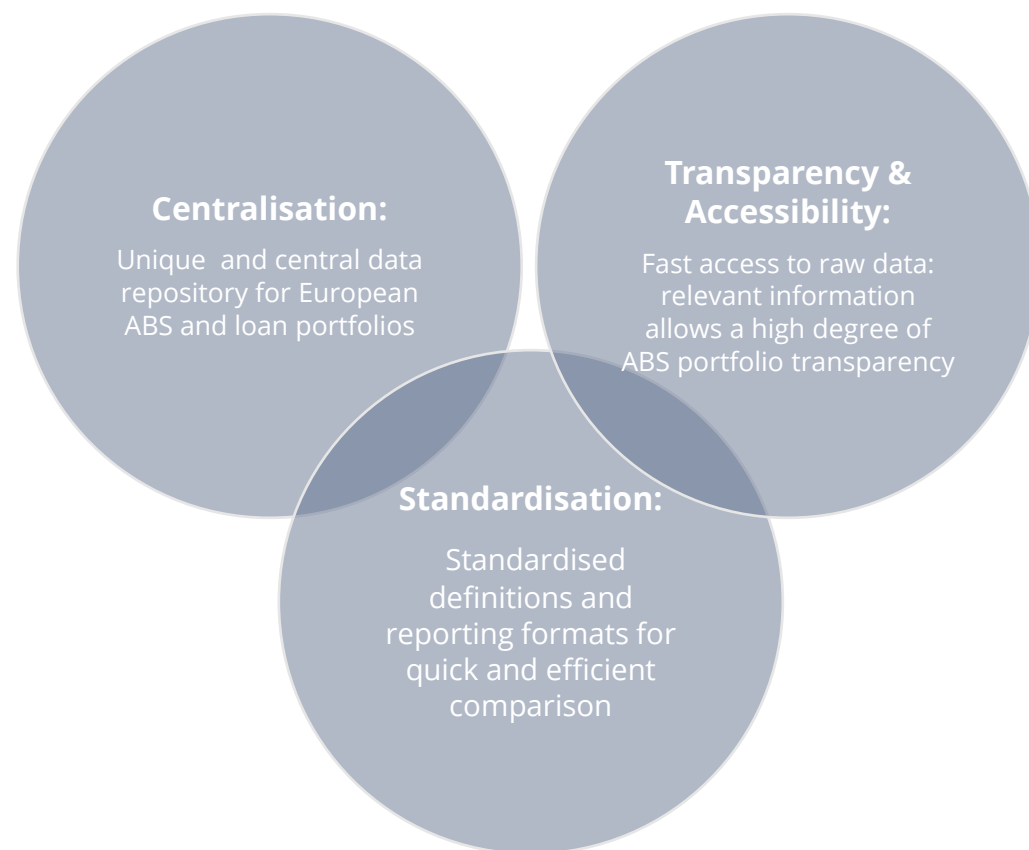 Centralisation:
Unique and central data
repository for European
ABS and loan portfolios
Transparency &
Accessibility:
Fast access to raw data:
relevant information
allows a high degree of
ABS portfolio transparency
Standardisation:
Standardised
definitions and
reporting formats for
quick and efficient
comparison